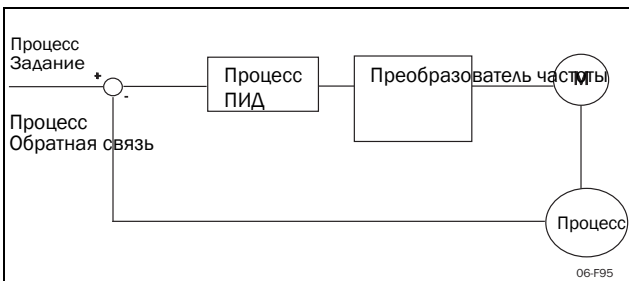 Процесс
Задание
+
-
Процесс
ПИД
Преобразователь частоты
М
Процесс
Обратная связь
Процесс
06-F95